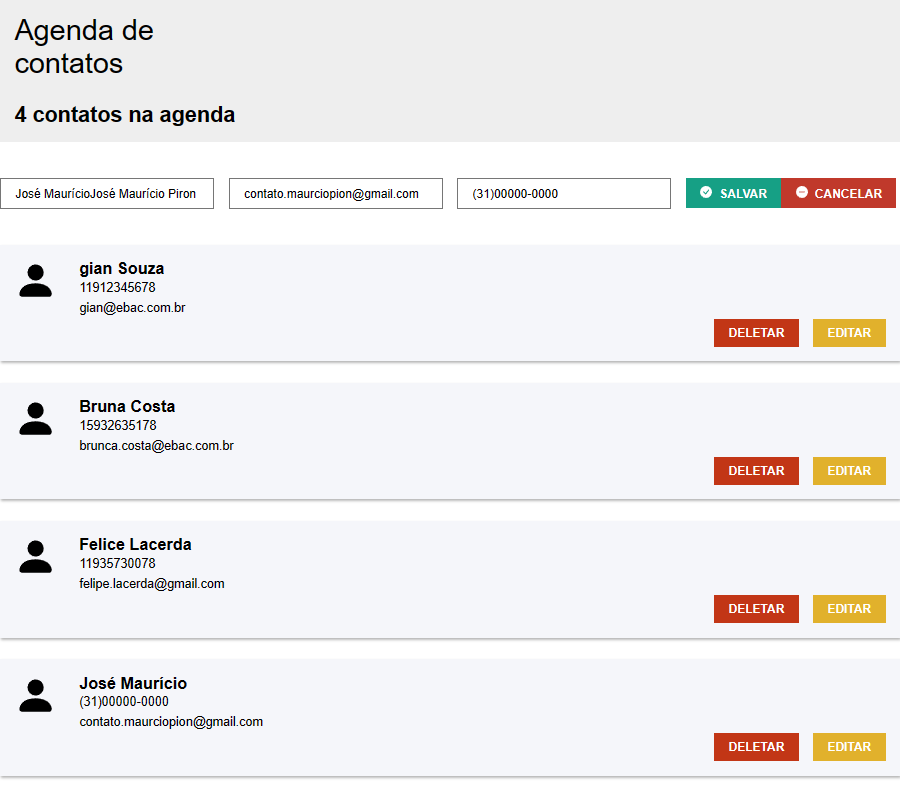 Agenda de
contatos
4 contatos na agenda
José MaurícioJosé Maurício Piron
contato.maurciopion@gmail.com
(31)00000-0000
SALVAR
CANCELAR
gian Souza
11912345678
gian@ebac.com.br
DELETAR
EDITAR
Bruna Costa
15932635178
brunca.costa@ebac.com.br
DELETAR
EDITAR
Felice Lacerda
11935730078
felipe.lacerda@gmail.com
DELETAR
EDITAR
José Maurício
(31)00000-0000
contato.maurciopion@gmail.com
DELETAR
EDITAR